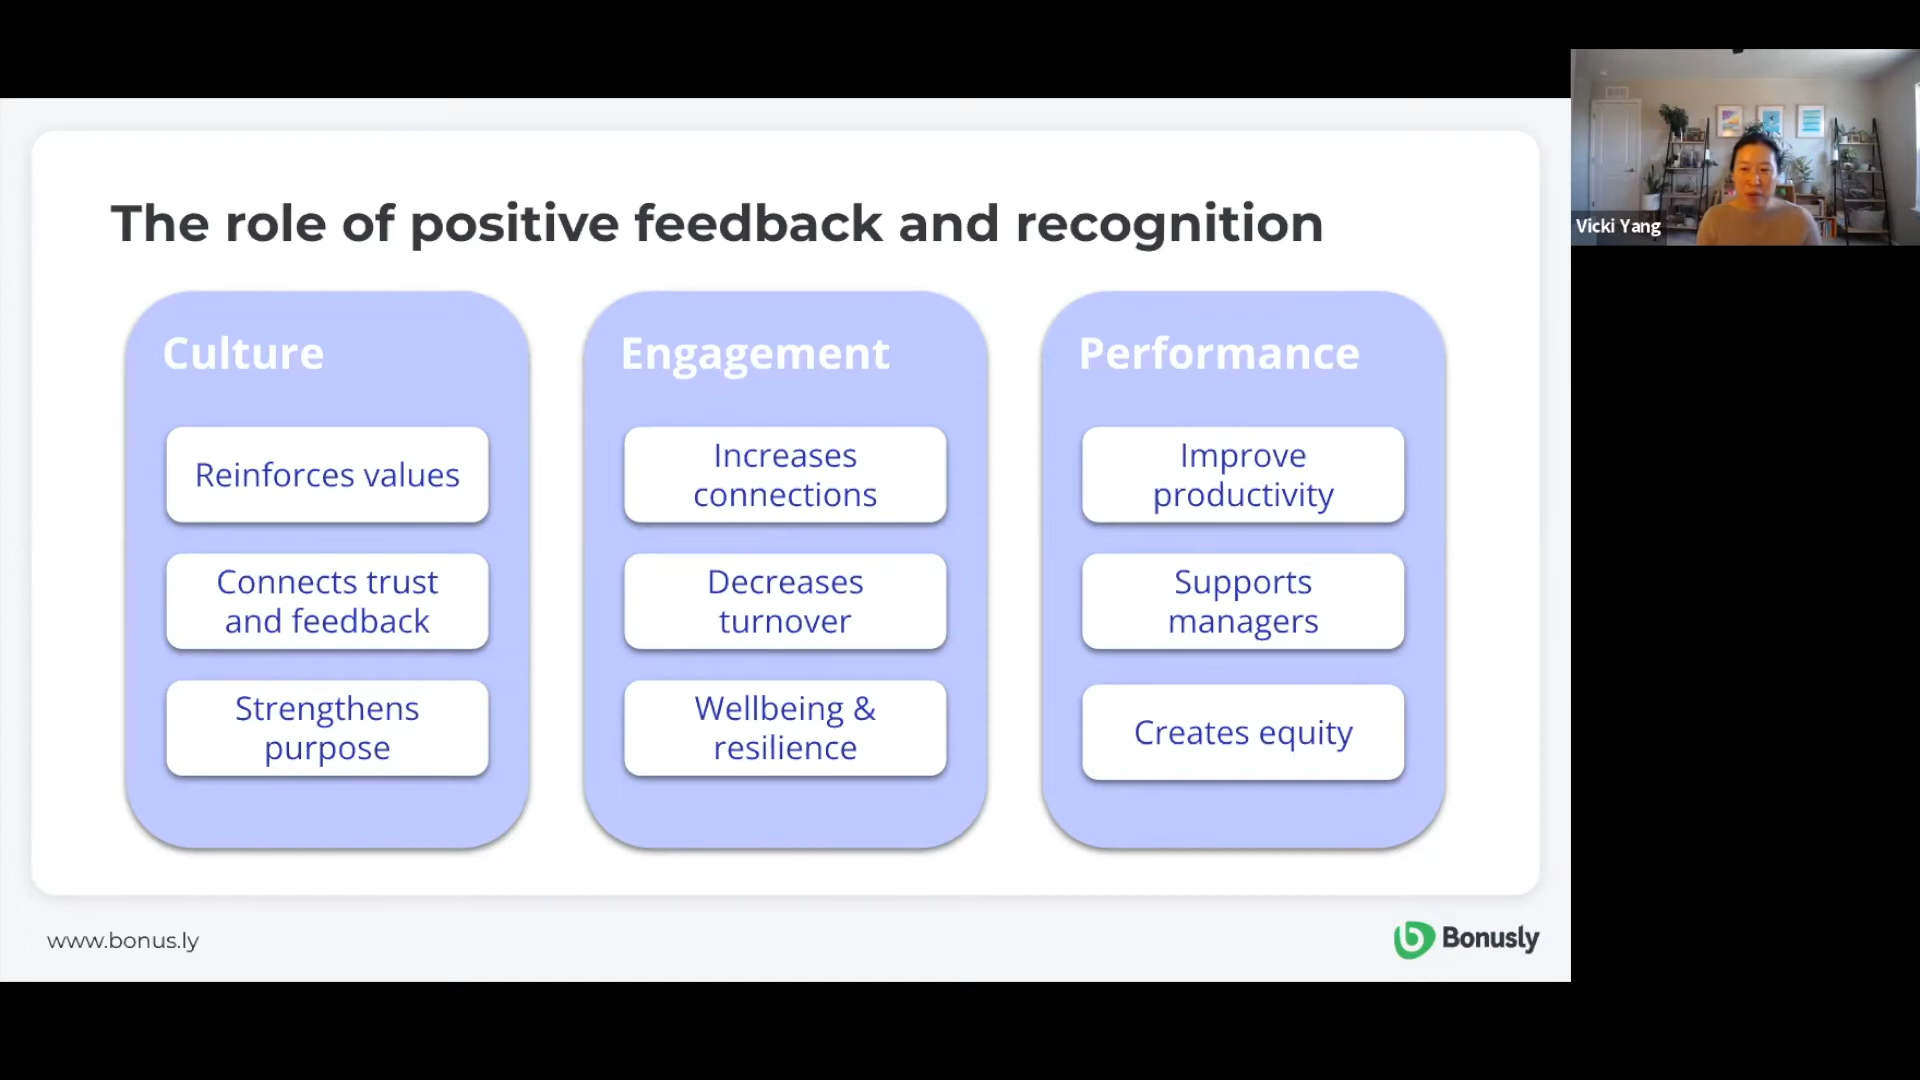 The role of positive feedback and recognition
Culture
Reinforces values
Connects trust
and feedback
Strengthens
purpose
Engagement
Increases
connections
Decreases
turnover
Wellbeing &
resilience
Performance
Improve
productivity
Supports
managers
Creates equity
www.bonus.ly
Bonusly
Vicki Yang